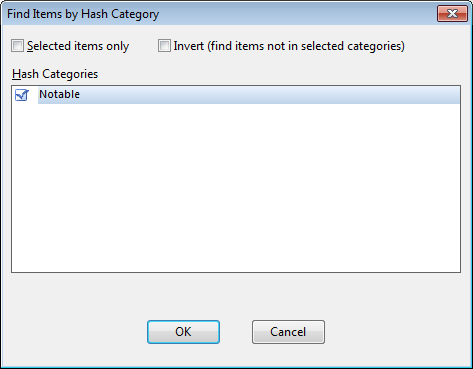 Find Items by Hash Category
Selected items only
Invert (find items not in selected categories)
Hash Categories
Notable
OK
Cancel